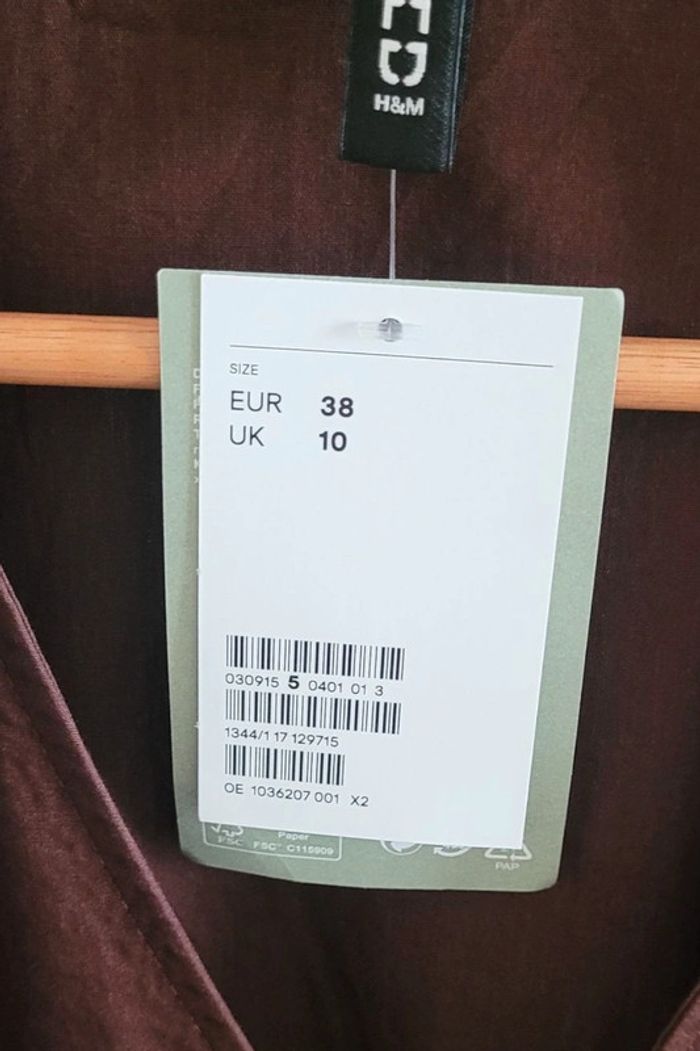 H&M
SIZE
EUR 38
UK 10
030915 5 0401 01 3
1344/1 17 129715
OE 1036207 001 X2
Paper
FSC FSC™ C115909
PAP